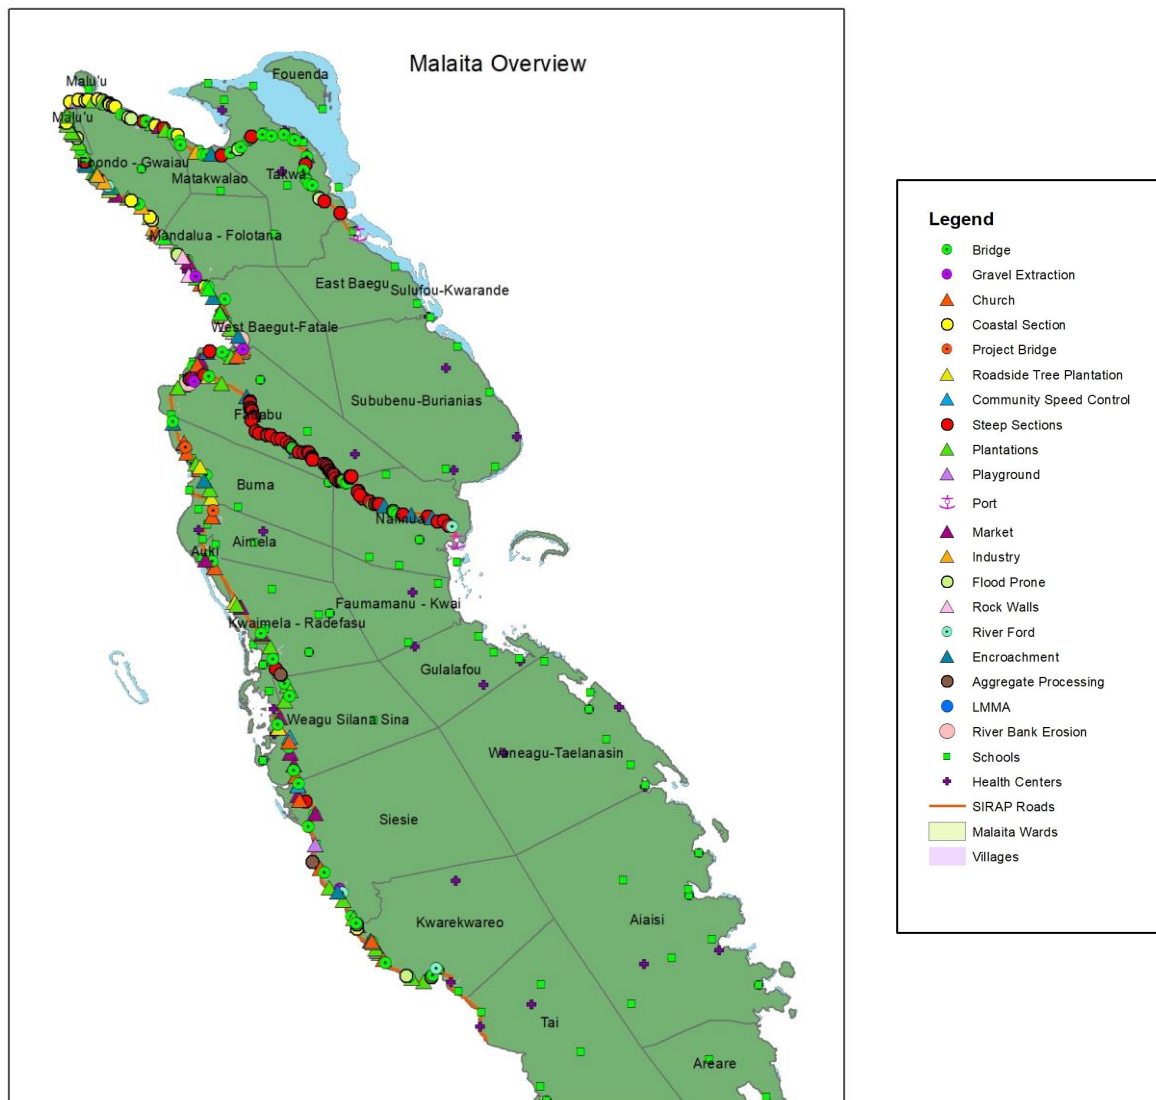 Malaita Overview
Fouenda
Malu'u
Malu'u
Foondo - Gwaiau
Matakwalao
Takwa
Mandalua - Folotana
East Baegu
Sulufou-Kwarande
West Baegut-Fatale
Sububenu-Burianias
Fauabu
Buma
Nafinua
Aimela
Auki
Faumamanu - Kwai
Kwaimela - Radefasu
Gulalafou
Weagu Silana Sina
Waneagu-Taelanasin
Siesie
Kwarekwareo
Aiaisi
Tai
Areare
Legend
Bridge
Gravel Extraction
Church
Coastal Section
Project Bridge
Roadside Tree Plantation
Community Speed Control
Steep Sections
Plantations
Playground
Port
Market
Industry
Flood Prone
Rock Walls
River Ford
Encroachment
Aggregate Processing
LMMA
River Bank Erosion
Schools
Health Centers
SIRAP Roads
Malaita Wards
Villages